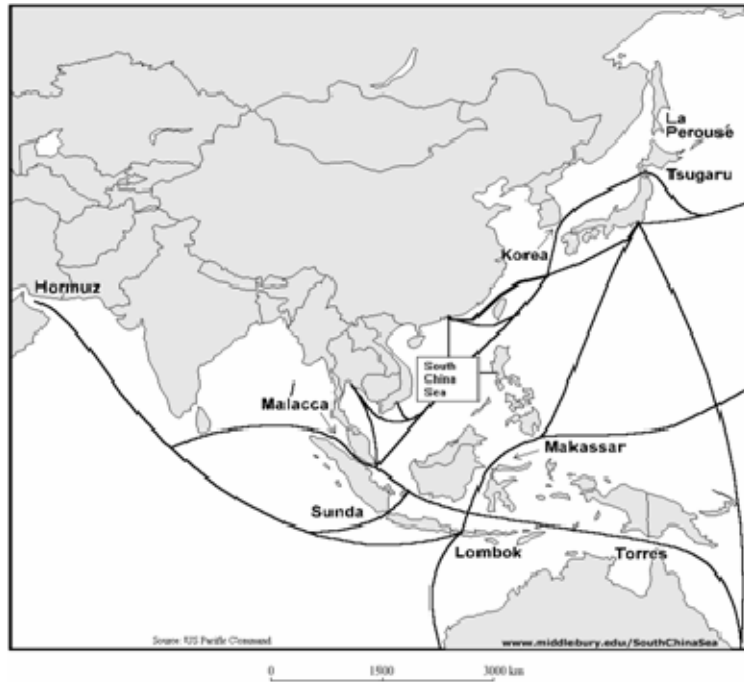 La
Perouse
Tsugaru
Korea
Hormuz
South
China
Sea
Malacca
Makassar
Sunda
Lombok
Torres
Source: US Pacific Command
www.middlebury.edu/SouthChinaSea
0
1500
3000 km